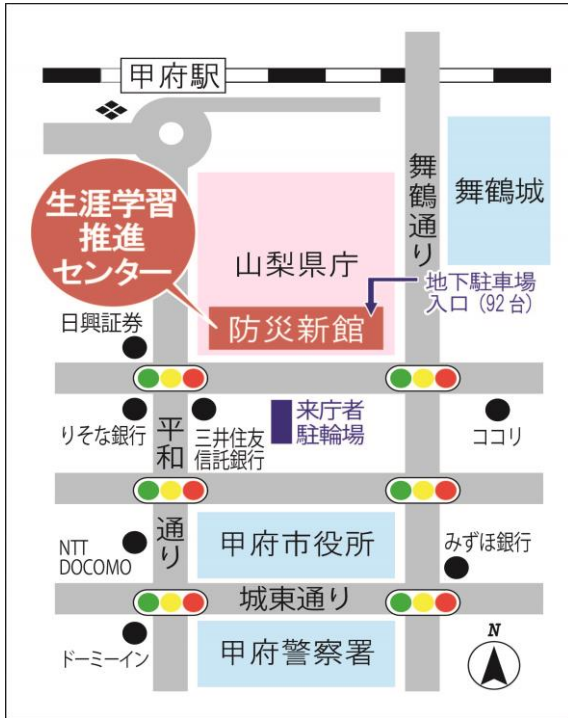 甲府駅
舞鶴通り
舞鶴城
生涯学習
推進
センター
山梨県庁
地下駐車場
入口(92台)
防災新館
日興証券
りそな銀行
平和通り
三井住友
信託銀行
来庁者
駐輪場
ココリ
NTT
DOCOMO
甲府市役所
みずほ銀行
城東通り
ドーミーイン
甲府警察署
N